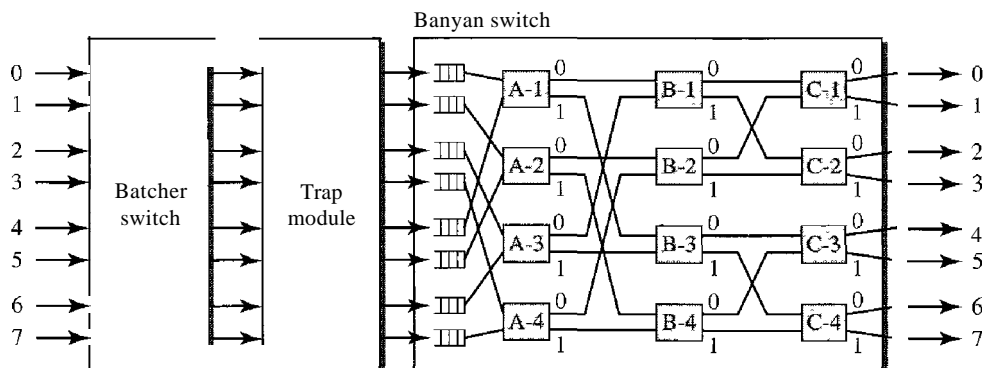 Banyan switch
0 0 0 0 0
A-1 B-1 C-1
1 1 1 1 1
0 0 0
2 A-2 B-2 C-2 2
3 Batcher switch Trap module 1 1 1 3
4 0 0 0 4
A-3 B-3 C-3
5 1 1 1 5
6 0 0 0 6
A-4 B-4 C-4
7 1 1 1 7